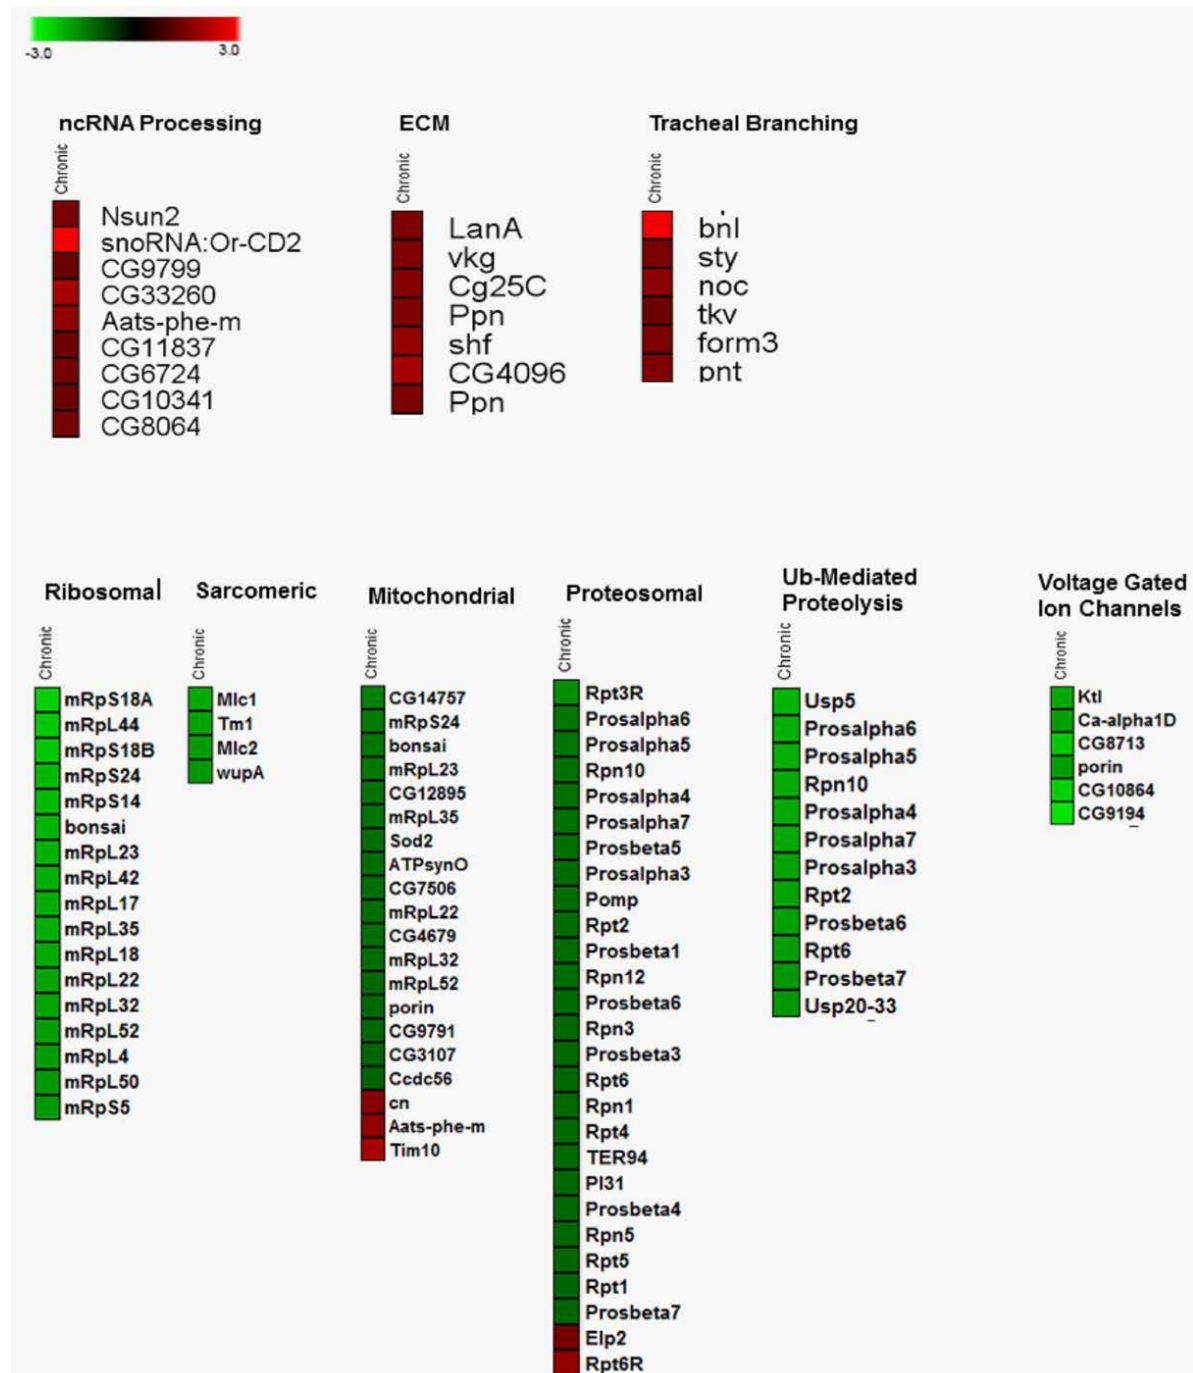 -3.0 3.0
ncRNA Processing
Chronic
Nsun2
snoRNA:Or-CD2
CG9799
CG33260
Aats-phe-m
CG11837
CG6724
CG10341
CG8064
ECM
Chronic
LanA
vkg
Cg25C
Ppn
shf
CG4096
Ppn
Tracheal Branching
Chronic
bnl
sty
noc
tkv
form3
pnt
Ribosomal
Chronic
mRpS18A
mRpL44
mRpS18B
mRpS24
mRpS14
bonsai
mRpL23
mRpL42
mRpL17
mRpL35
mRpL18
mRpL22
mRpL32
mRpL52
mRpL4
mRpL50
mRpS5
Sarcomeric
Chronic
Mlc1
Tm1
Mlc2
wupA
Mitochondrial
Chronic
CG14757
mRpS24
bonsai
mRpL23
CG12895
mRpL35
Sod2
ATPsynO
CG7506
mRpL22
CG4679
mRpL32
mRpL52
porin
CG9791
CG3107
Ccdc56
cn
Aats-phe-m
Tim10
Proteosomal
Chronic
Rpt3R
Prosalpha6
Prosalpha5
Rpn10
Prosalpha4
Prosalpha7
Prosbeta5
Prosalpha3
Pomp
Rpt2
Prosbeta1
Rpn12
Prosbeta6
Rpn3
Prosbeta3
Rpt6
Rpn1
Rpt4
TER94
PI31
Prosbeta4
Rpn5
Rpt5
Rpt1
Prosbeta7
Elp2
Rpt6R
Ub-Mediated
Proteolysis
Chronic
Usp5
Prosalpha6
Prosalpha5
Rpn10
Prosalpha4
Prosalpha7
Prosalpha3
Rpt2
Prosbeta6
Rpt6
Prosbeta7
Usp20-33
Voltage Gated
Ion Channels
Chronic
Ktl
Ca-alpha1D
CG8713
porin
CG10864
CG9194